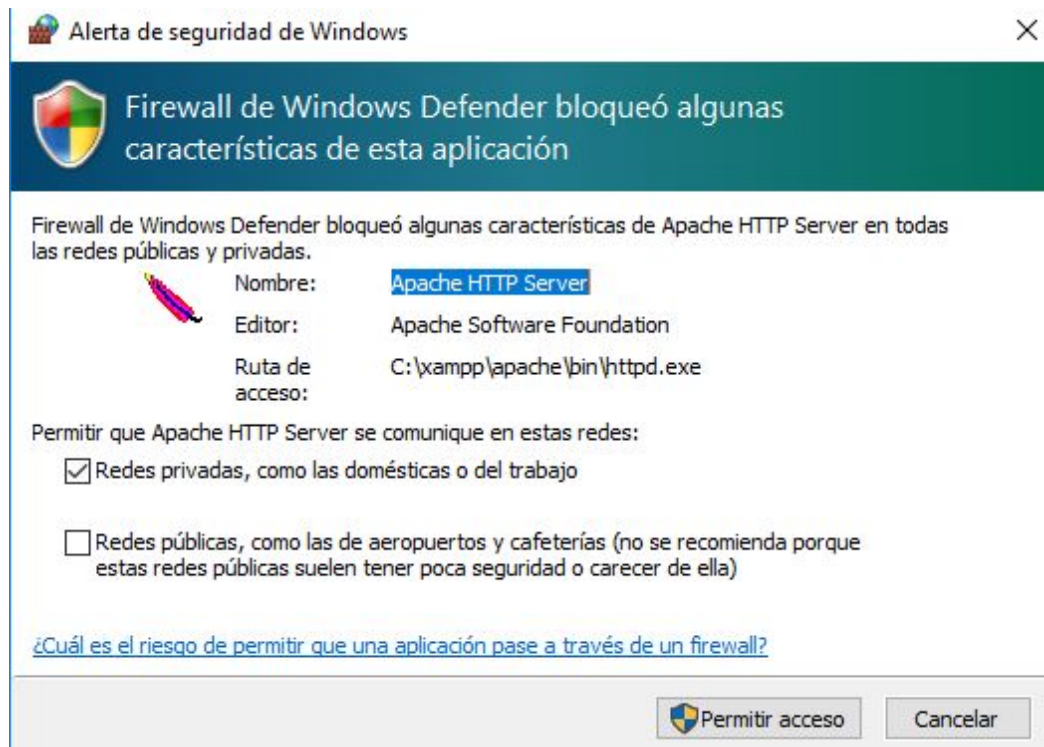 Alerta de seguridad de Windows
Firewall de Windows Defender bloqueó algunas
características de esta aplicación
Firewall de Windows Defender bloqueó algunas características de Apache HTTP Server en todas
las redes públicas y privadas.
Nombre: Apache HTTP Server
Editor: Apache Software Foundation
Ruta de C:\xampp\apache\bin\httpd.exe
acceso:
Permitir que Apache HTTP Server se comunique en estas redes:
Redes privadas, como las domésticas o del trabajo
Redes públicas, como las de aeropuertos y cafeterías (no se recomienda porque
estas redes públicas suelen tener poca seguridad o carecer de ella)
¿Cuál es el riesgo de permitir que una aplicación pase a través de un firewall?
Permitir acceso Cancelar